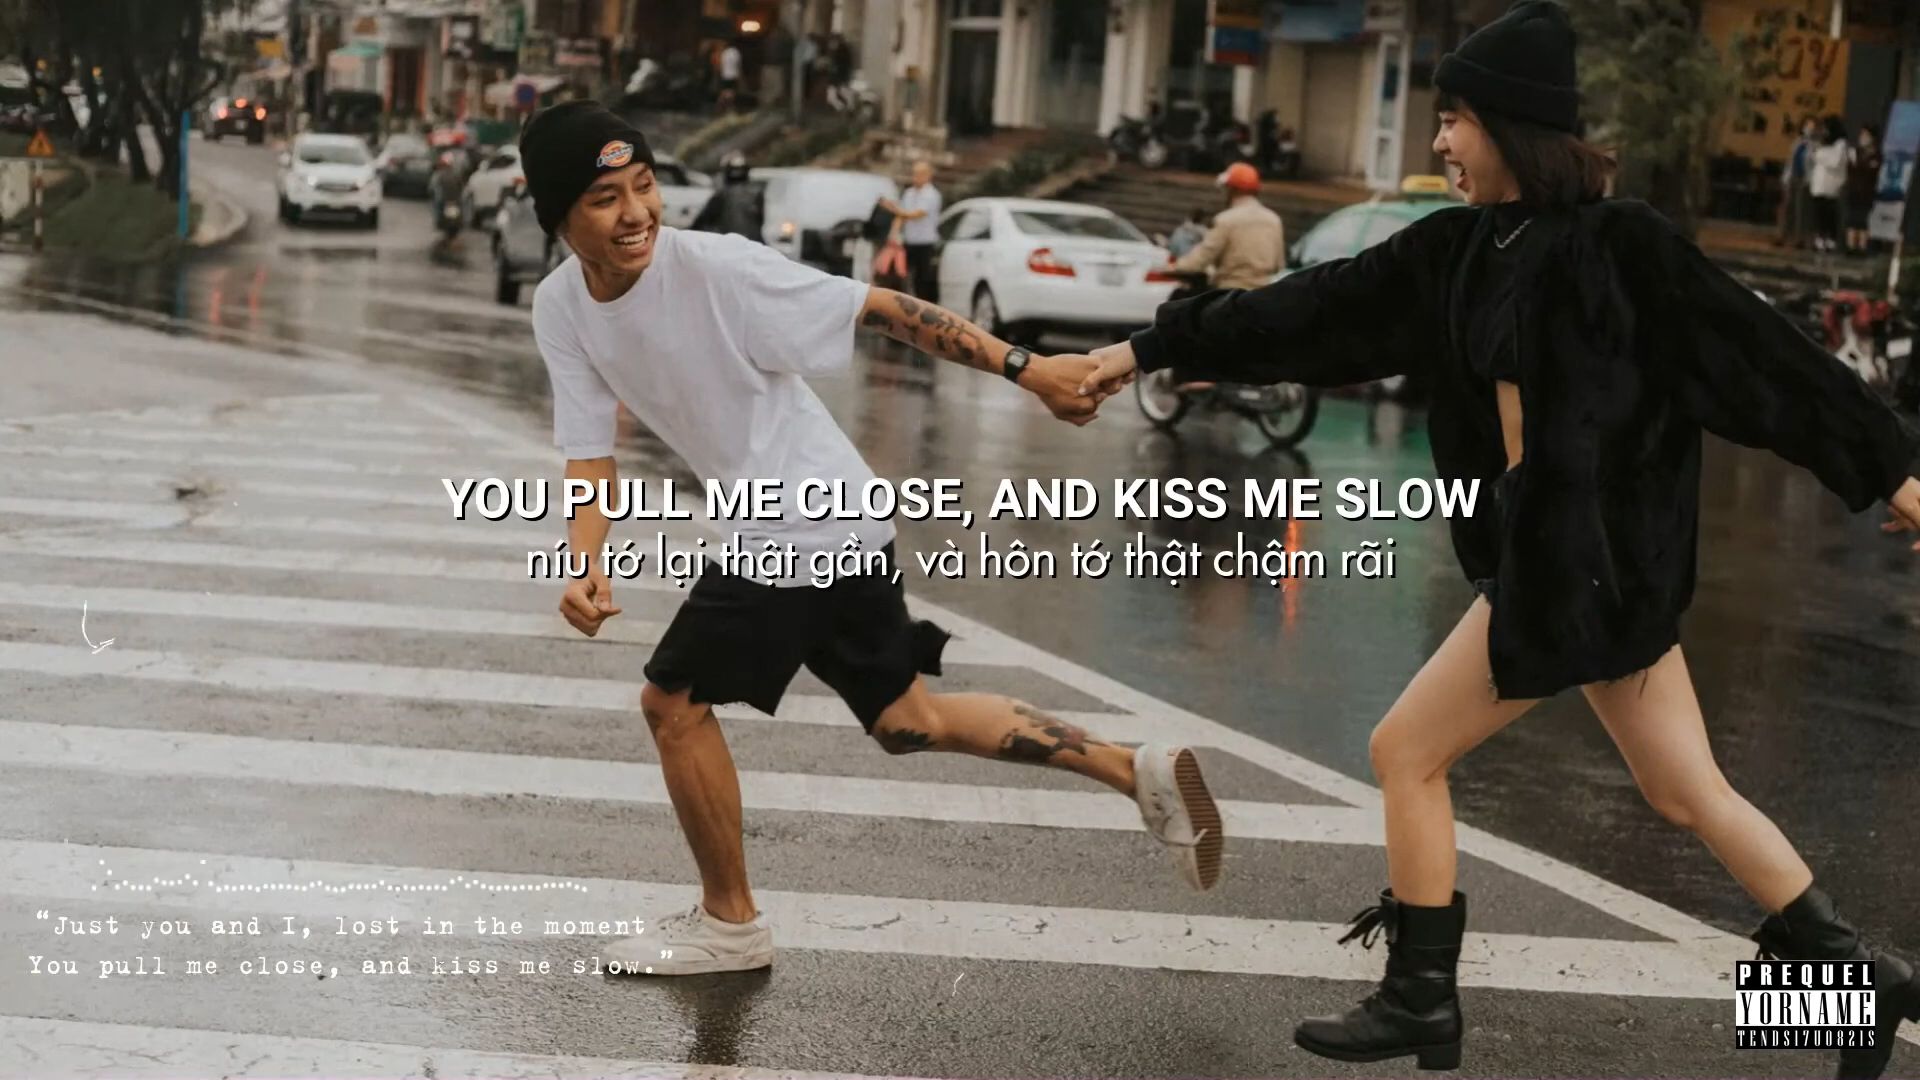 YOU PULL ME CLOSE, AND KISS ME SLOW
níu tớ lại thật gần, và hôn tớ thật chậm rãi
“Just you and I, lost in the moment
You pull me close, and kiss me slow.”
PREQUEL
YORNAME